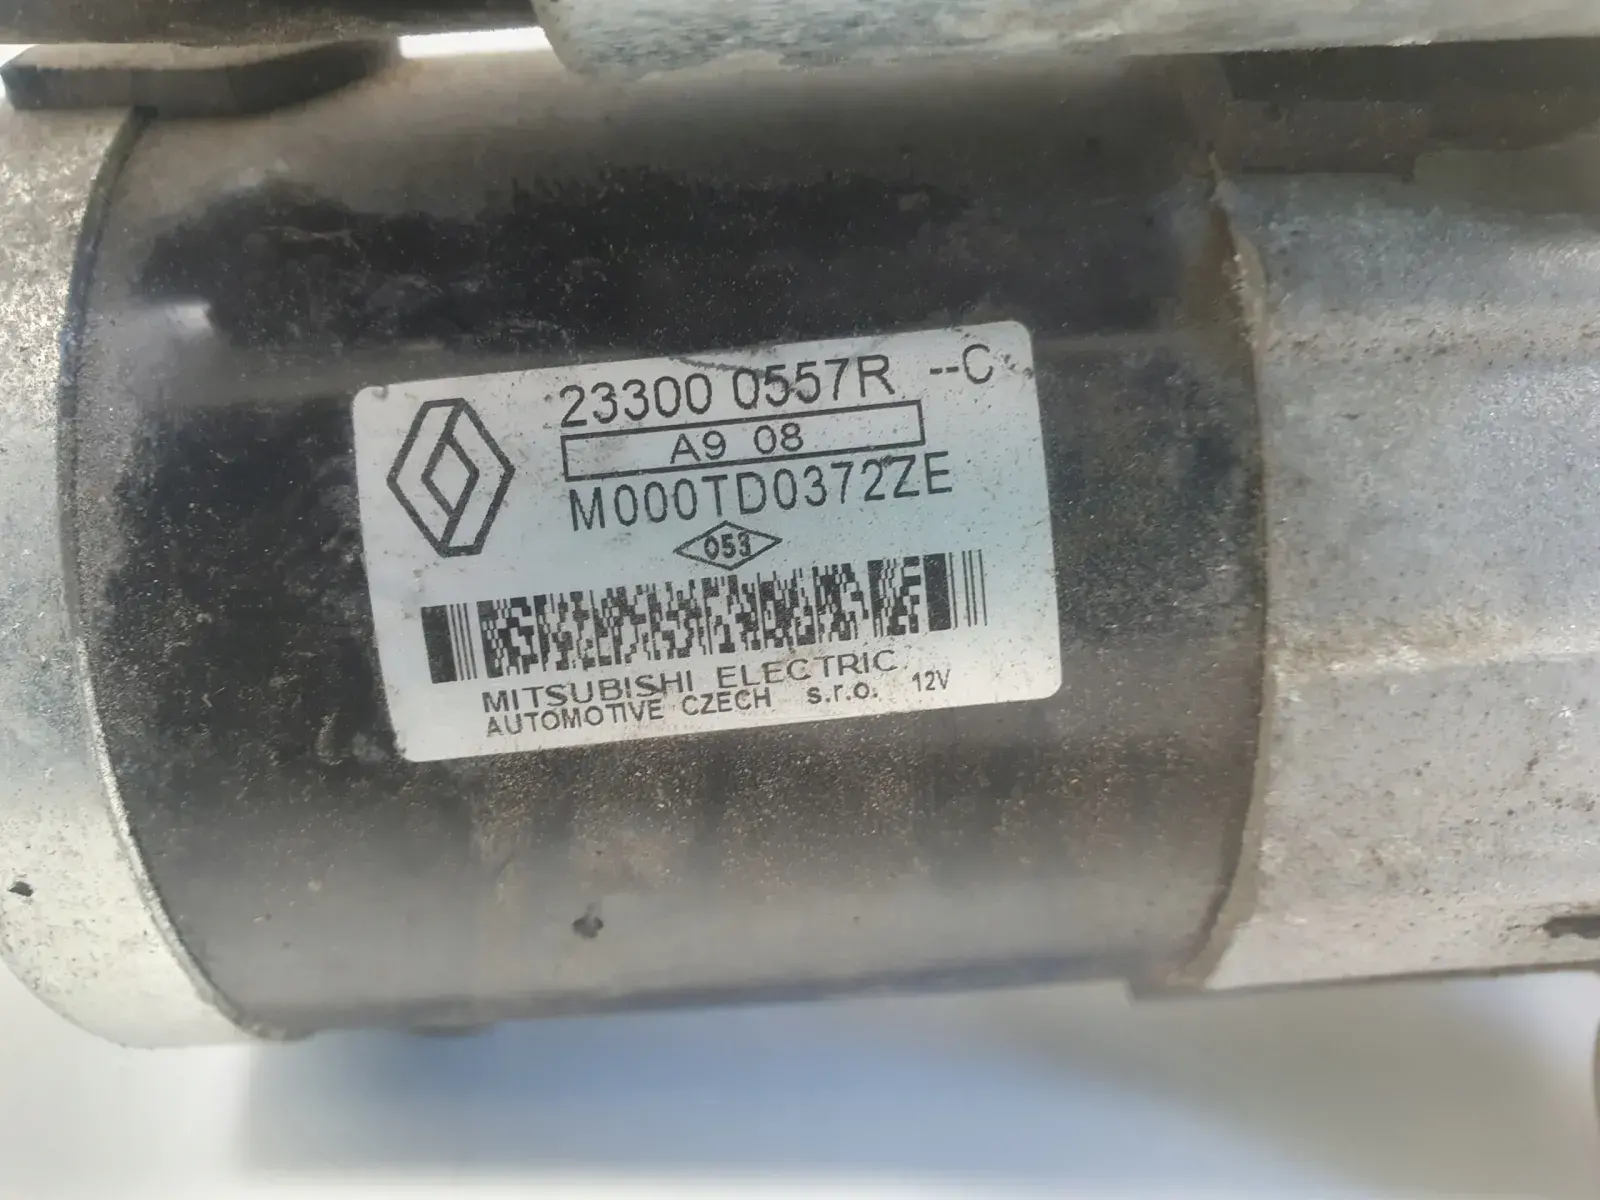 23300 0557R --C
A9 08
M000TD0372ZE
053
MITSUBISHI ELECTRIC
AUTOMOTIVE CZECH s.r.o. 12V